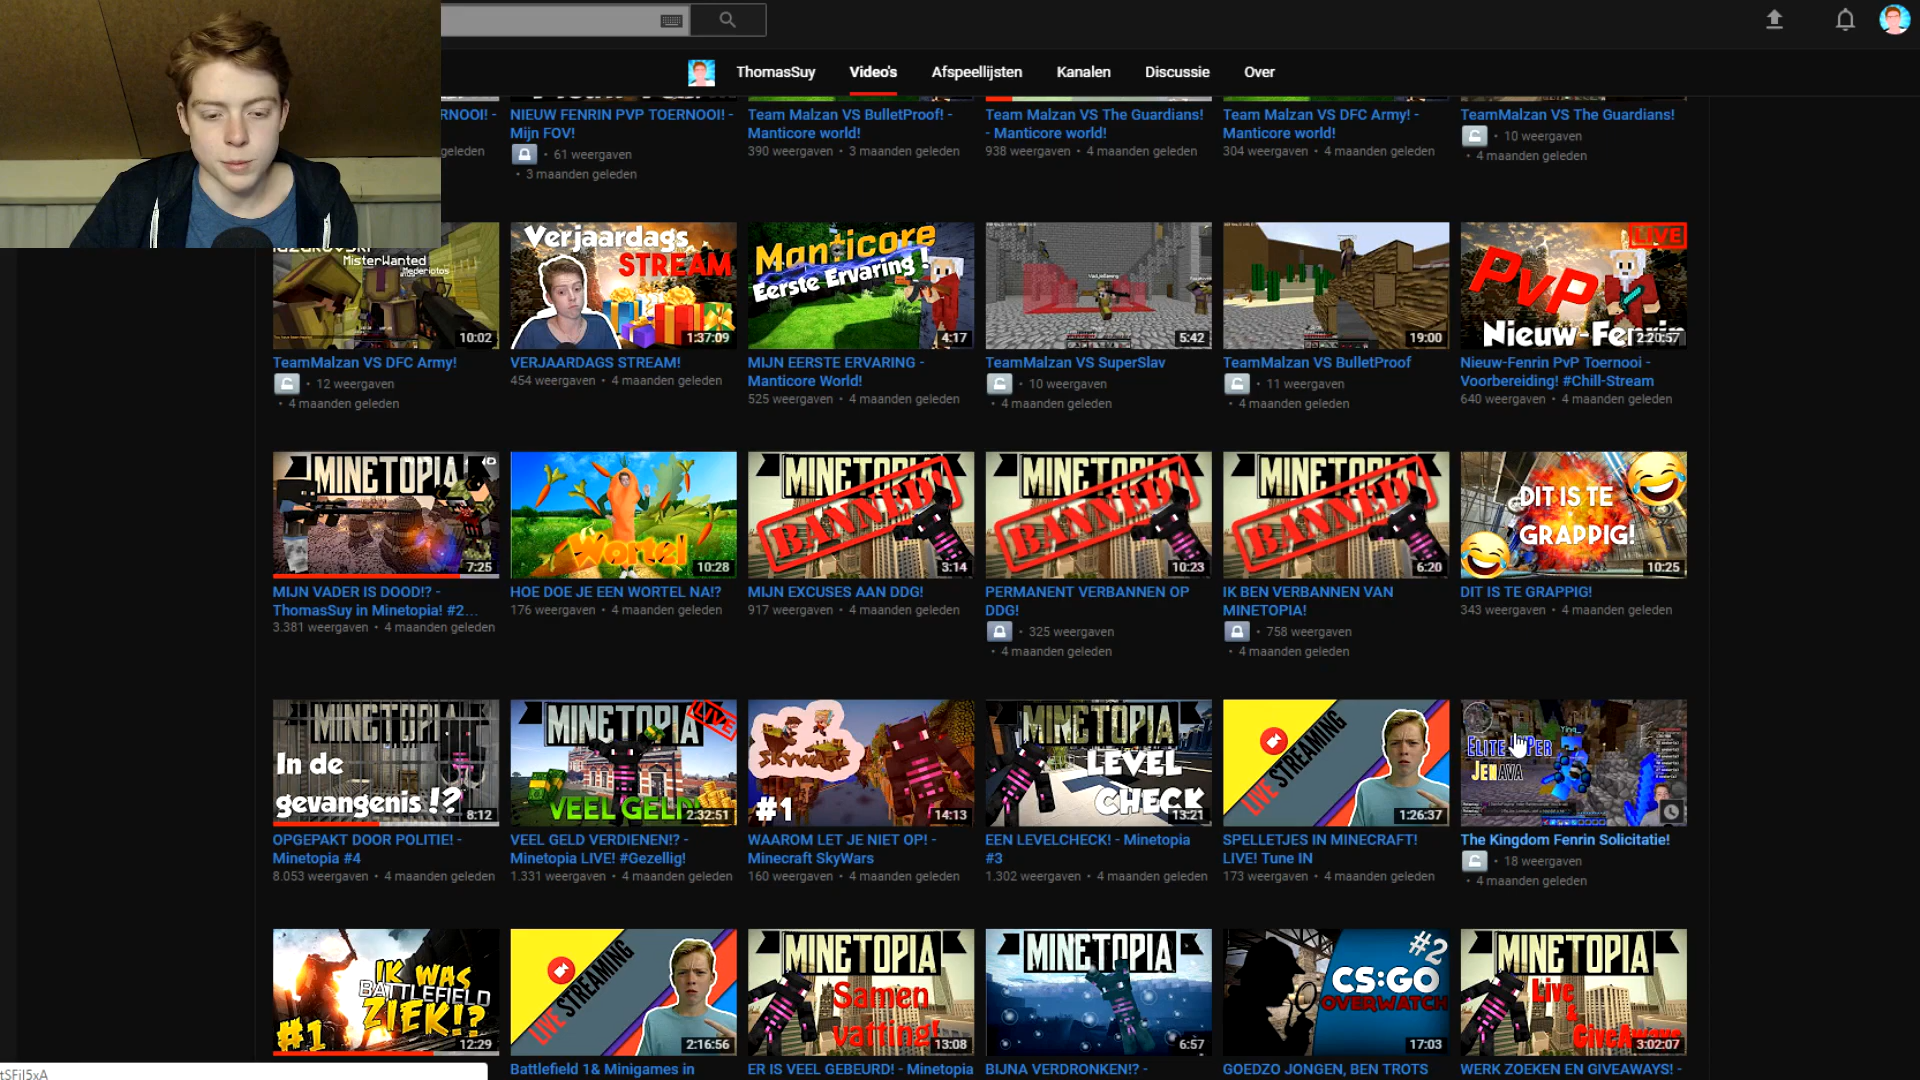 ThomasSuy
Video's
Afspeellijsten
Kanalen
Discussie
Over
RNOOI! -
geleden
NIEUW FENRIN PVP TOERNOOI! -
Mijn FOV!
• 61 weergaven
• 3 maanden geleden
Team Malzan VS BulletProof! -
Manticore world!
390 weergaven • 3 maanden geleden
Team Malzan VS The Guardians!
- Manticore world!
938 weergaven • 4 maanden geleden
Team Malzan VS DFC Army! -
Manticore world!
304 weergaven • 4 maanden geleden
TeamMalzan VS The Guardians!
• 10 weergaven
• 4 maanden geleden
MisterWanted
10:02
TeamMalzan VS DFC Army!
• 12 weergaven
• 4 maanden geleden
Verjaardags
STREAM
1:37:09
VERJAARDAGS STREAM!
454 weergaven • 4 maanden geleden
Manticore
Eerste Ervaring!
4:17
MIJN EERSTE ERVARING -
Manticore World!
525 weergaven • 4 maanden geleden
5:42
TeamMalzan VS SuperSlav
• 10 weergaven
• 4 maanden geleden
19:00
TeamMalzan VS BulletProof
• 11 weergaven
• 4 maanden geleden
LIVE
PvP
Nieuw-Fenrin
2:20:57
Nieuw-Fenrin PvP Toernooi -
Voorbereiding! #Chill-Stream
640 weergaven • 4 maanden geleden
MINETOPIA
7:25
MIJN VADER IS DOOD!? -
ThomasSuy in Minetopia! #2...
3.381 weergaven • 4 maanden geleden
Wortel
10:28
HOE DOE JE EEN WORTEL NA!?
176 weergaven • 4 maanden geleden
MINETOPIA
BANNED
3:14
MIJN EXCUSES AAN DDG!
917 weergaven • 4 maanden geleden
MINETOPIA
BANNED
10:23
PERMANENT VERBANNEN OP
DDG!
• 325 weergaven
• 4 maanden geleden
MINETOPIA
BANNED
6:20
IK BEN VERBANNEN VAN
MINETOPIA!
• 758 weergaven
• 4 maanden geleden
DIT IS TE
GRAPPIG!
10:25
DIT IS TE GRAPPIG!
343 weergaven • 4 maanden geleden
MINETOPIA
In de
gevangenis !?
8:12
OPGEPAKT DOOR POLITIE! -
Minetopia #4
8.053 weergaven • 4 maanden geleden
MINETOPIA
LIVE
VEEL GELD!
2:32:51
VEEL GELD VERDIENEN!? -
Minetopia LIVE! #Gezellig!
1.331 weergaven • 4 maanden geleden
SKYWARS
#1
14:13
WAAROM LET JE NIET OP! -
Minecraft SkyWars
160 weergaven • 4 maanden geleden
MINETOPIA
LEVEL
CHECK
13:21
EEN LEVELCHECK! - Minetopia
#3
1.302 weergaven • 4 maanden geleden
LIVE STREAMING
1:26:37
SPELLETJES IN MINECRAFT!
LIVE! Tune IN
173 weergaven • 4 maanden geleden
JENAVA
The Kingdom Fenrin Solicitatie!
• 18 weergaven
• 4 maanden geleden
IK WAS
BATTLEFIELD
ZIEK!?
#1
12:29
LIVE STREAMING
2:16:56
Battlefield 1& Minigames in
MINETOPIA
Samen
vatting!
13:08
ER IS VEEL GEBEURD! - Minetopia
MINETOPIA
6:57
BIJNA VERDRONKEN!? -
#2
CS:GO
OVERWATCH
17:03
GOEDZO JONGEN, BEN TROTS
MINETOPIA
Live
&
GiveAways
3:02:07
WERK ZOEKEN EN GIVEAWAYS! -
tSFjI5xA